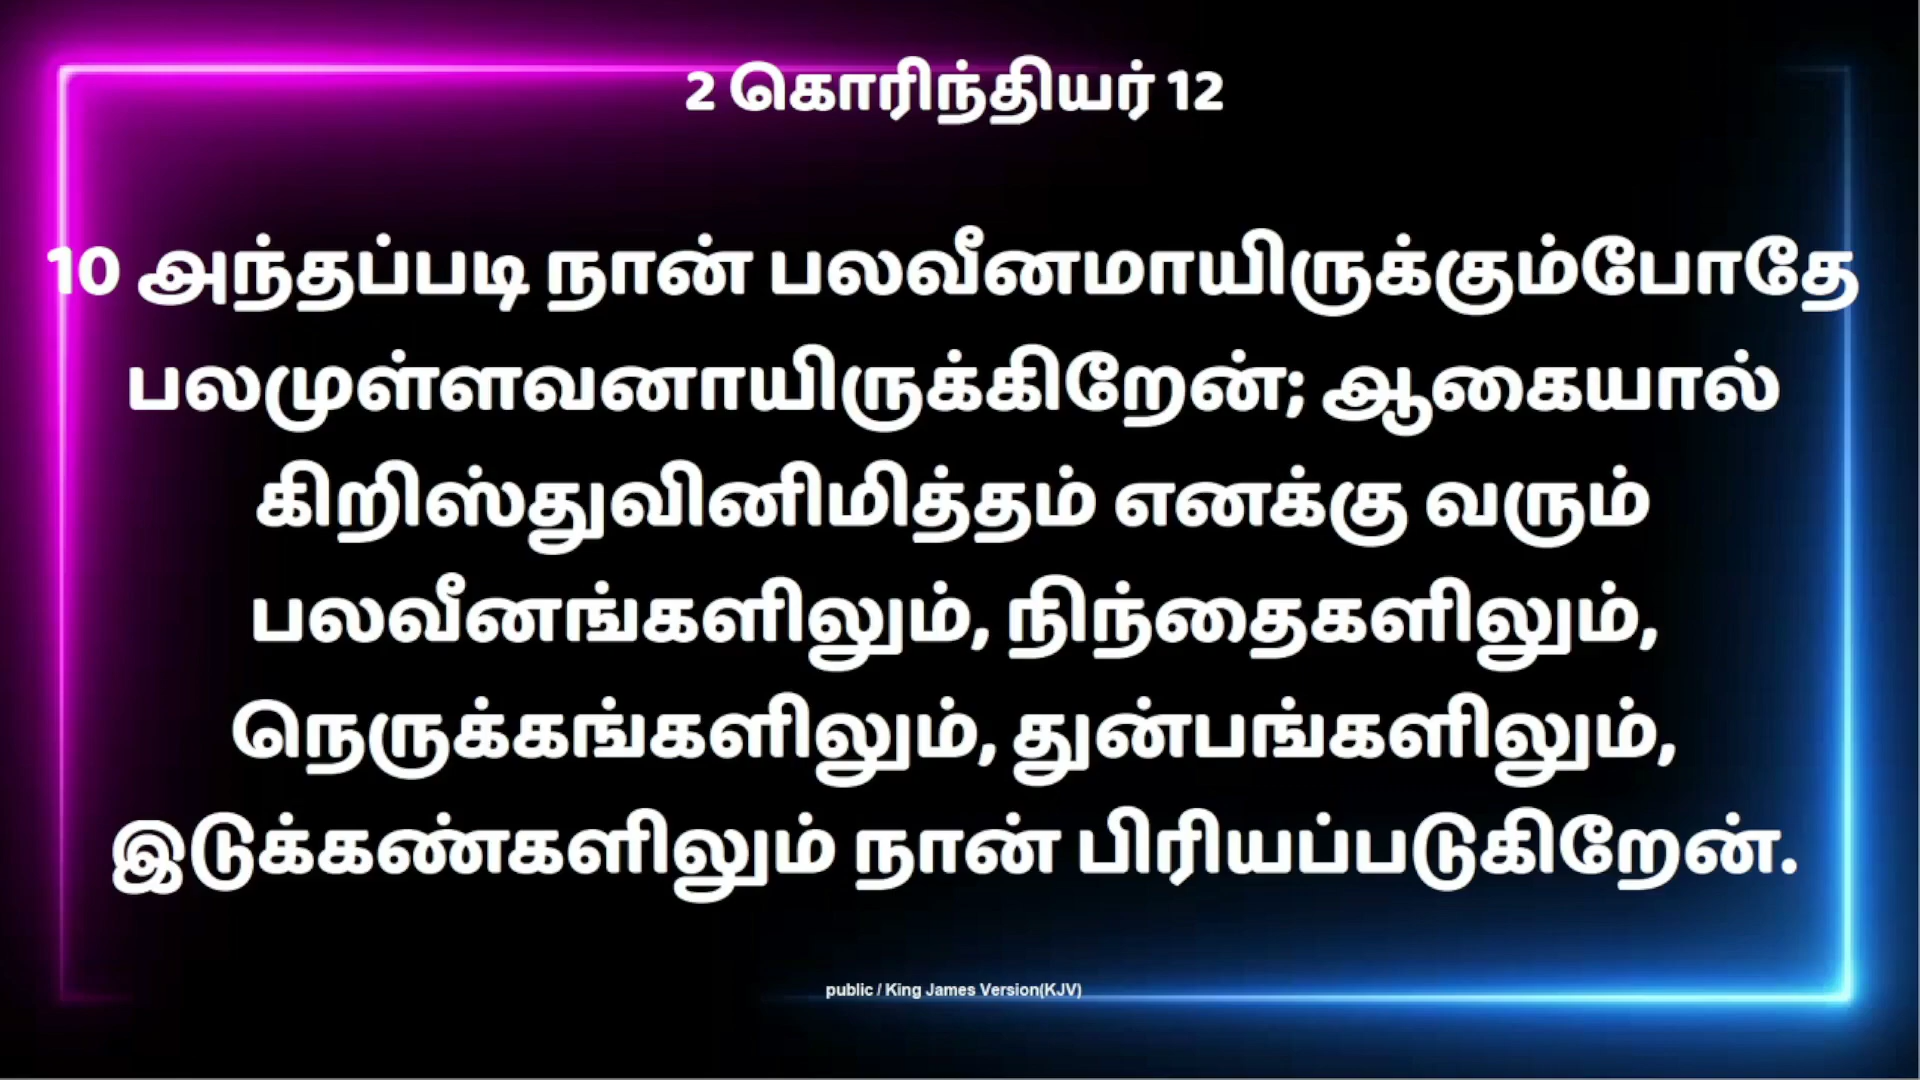 2 கொரிந்தியர் 12
10 அந்தப்படி நான் பலவீனமாயிருக்கும்போதே
பலமுள்ளவனாயிருக்கிறேன்; ஆகையால்
கிறிஸ்துவினிமித்தம் எனக்கு வரும்
பலவீனங்களிலும், நிந்தைகளிலும்,
நெருக்கங்களிலும், துன்பங்களிலும்,
இடுக்கண்களிலும் நான் பிரியப்படுகிறேன்.
public / King James Version(KJV)